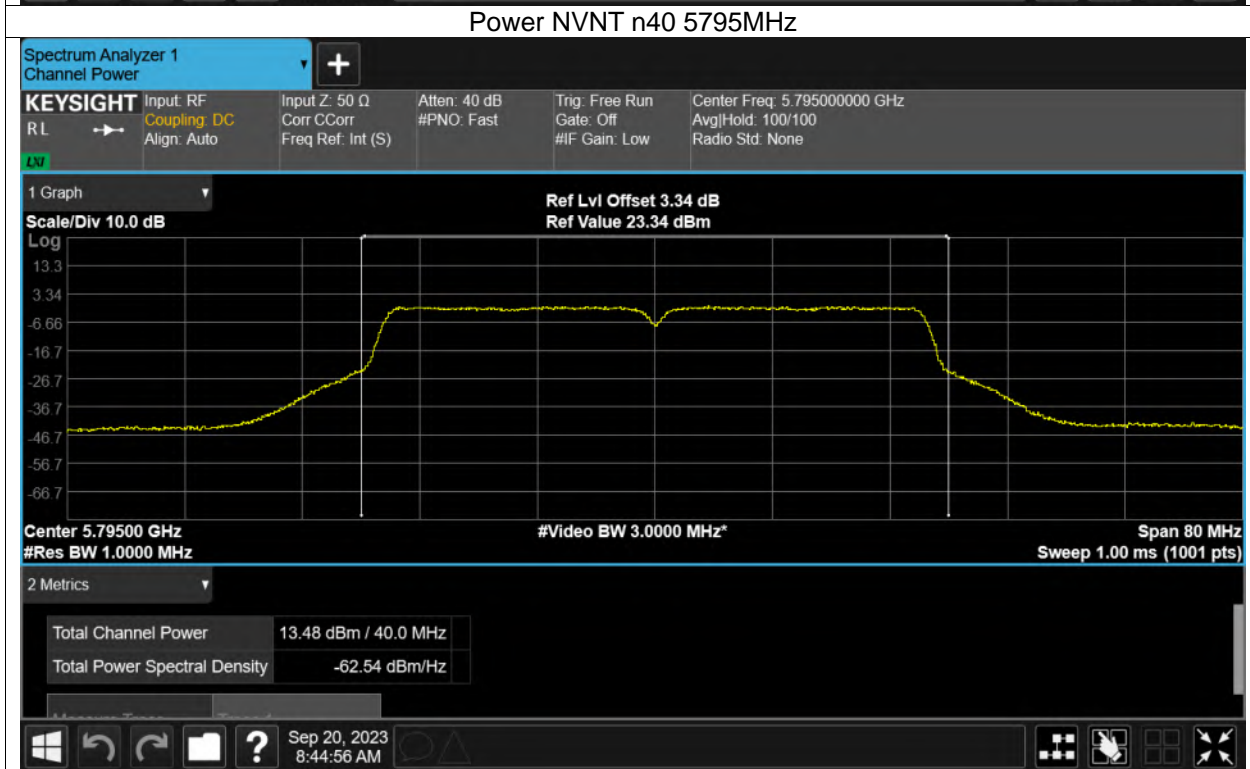 Power NVNT n40 5795MHz
Spectrum Analyzer 1
Channel Power
KEYSIGHT
RL
LXI
Input: RF
Coupling: DC
Align: Auto
Input Z: 50 Ω
Corr CCorr
Freq Ref: Int (S)
Atten: 40 dB
#PNO: Fast
Trig: Free Run
Gate: Off
#IF Gain: Low
Center Freq: 5.795000000 GHz
Avg|Hold: 100/100
Radio Std: None
1 Graph
Scale/Div 10.0 dB
Ref Lvl Offset 3.34 dB
Ref Value 23.34 dBm
Log
13.3
3.34
-6.66
-16.7
-26.7
-36.7
-46.7
-56.7
-66.7
Center 5.79500 GHz
#Video BW 3.0000 MHz*
Span 80 MHz
#Res BW 1.0000 MHz
Sweep 1.00 ms (1001 pts)
2 Metrics
Total Channel Power 13.48 dBm / 40.0 MHz
Total Power Spectral Density -62.54 dBm/Hz
?
Sep 20, 2023
8:44:56 AM